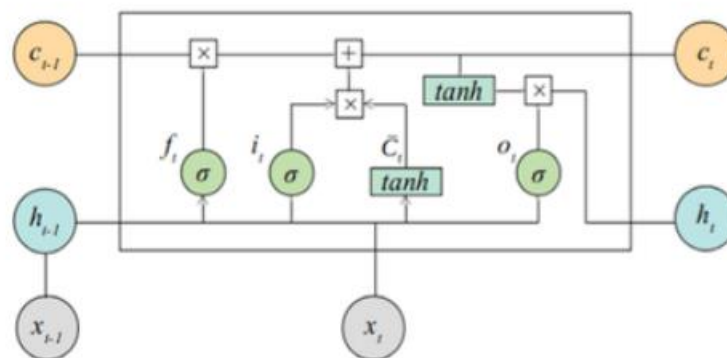 c_{t-1} × + c_t
tanh ×
×
f_t i_t C̃_t o_t
σ σ tanh σ
h_{t-1} h_t
x_{t-1} x_t